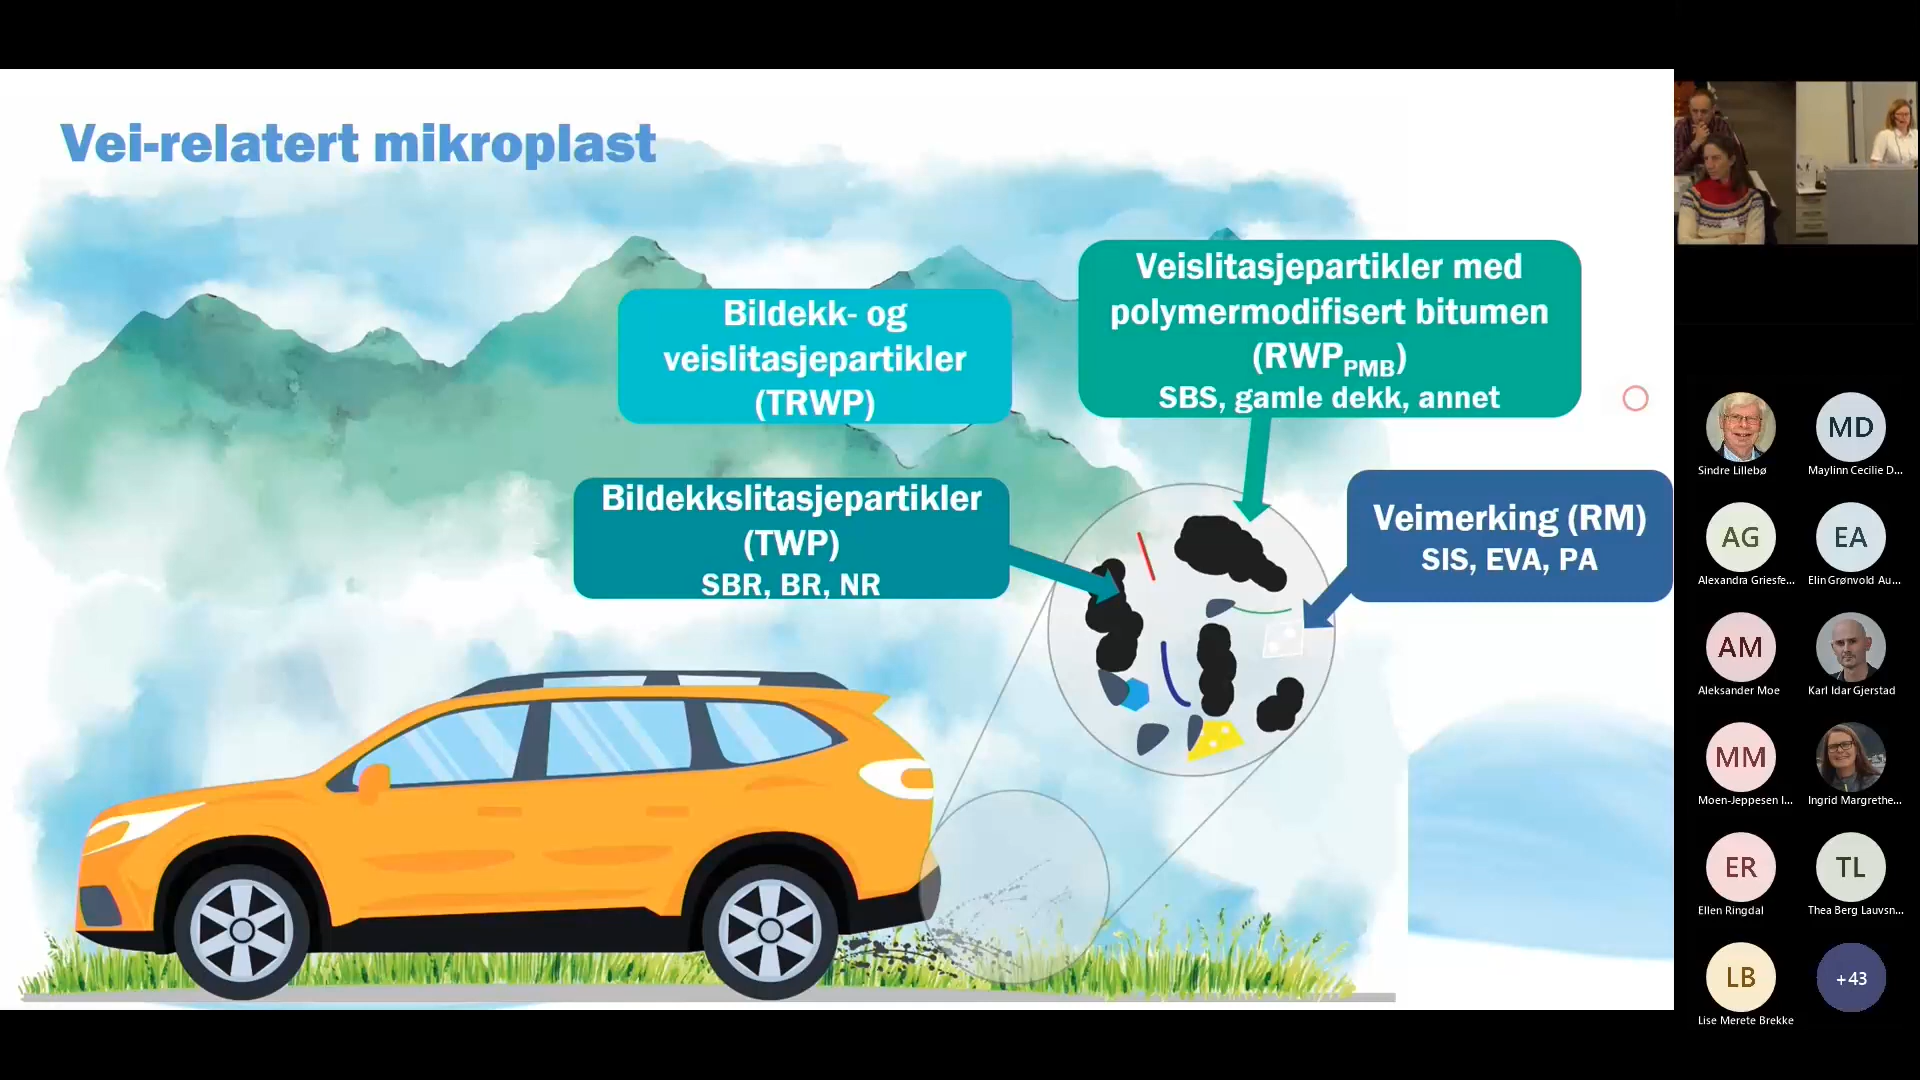 Vei-relatert mikroplast
Bildekk- og
veislitasjepartikler
(TRWP)
Veislitasjepartikler med
polymermodifisert bitumen
(RWPPMB)
SBS, gamle dekk, annet
Bildekkslitasjepartikler
(TWP)
SBR, BR, NR
Veimerking (RM)
SIS, EVA, PA
Sindre Lillebø
MD
Maylinn Cecilie D...
AG
Alexandra Griesfe...
EA
Elin Grønvold Au...
AM
Aleksander Moe
Karl Idar Gjerstad
MM
Moen-Jeppesen I...
Ingrid Margrethe...
ER
Ellen Ringdal
TL
Thea Berg Lauvsn...
LB
Lise Merete Brekke
+43